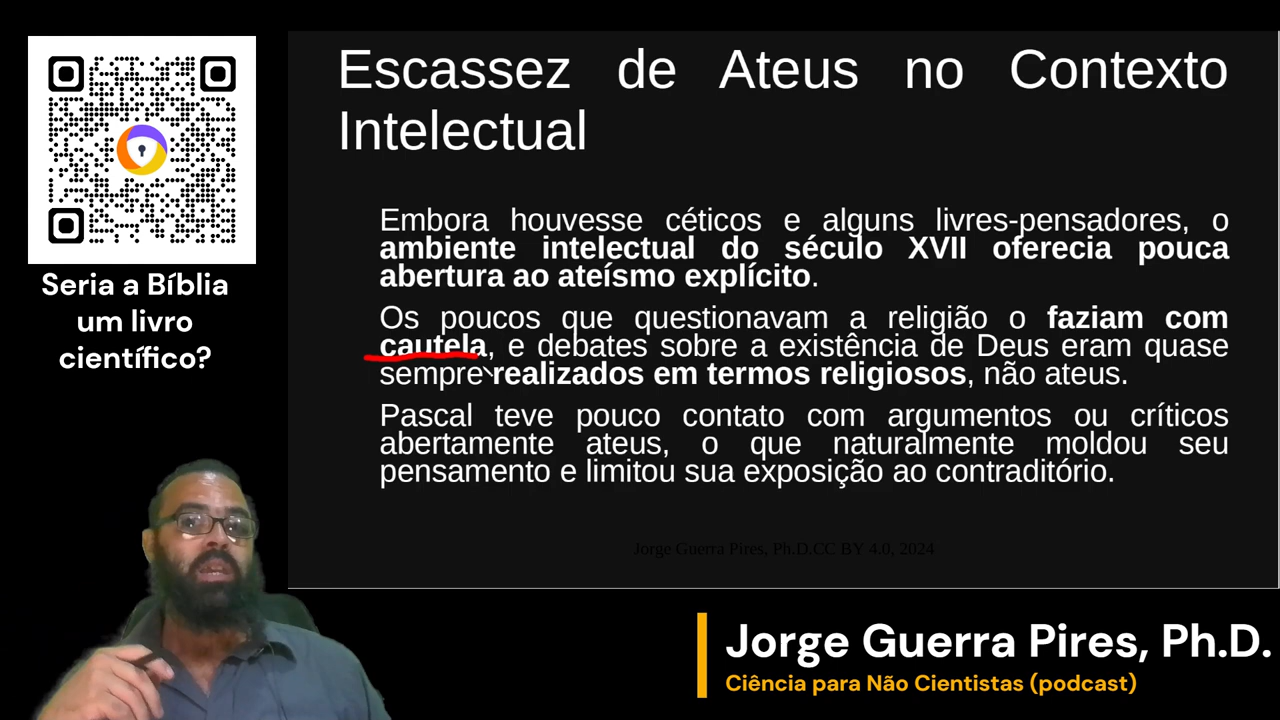 Escassez de Ateus no Contexto
Intelectual
Embora houvesse céticos e alguns livres-pensadores, o
ambiente intelectual do século XVII oferecia pouca
abertura ao ateísmo explícito.
Os poucos que questionavam a religião o faziam com
cautela, e debates sobre a existência de Deus eram quase
sempre realizados em termos religiosos, não ateus.
Pascal teve pouco contato com argumentos ou críticos
abertamente ateus, o que naturalmente moldou seu
pensamento e limitou sua exposição ao contraditório.
Jorge Guerra Pires, Ph.D.CC BY 4.0, 2024
Seria a Bíblia
um livro
científico?
Jorge Guerra Pires, Ph.D.
Ciência para Não Cientistas (podcast)